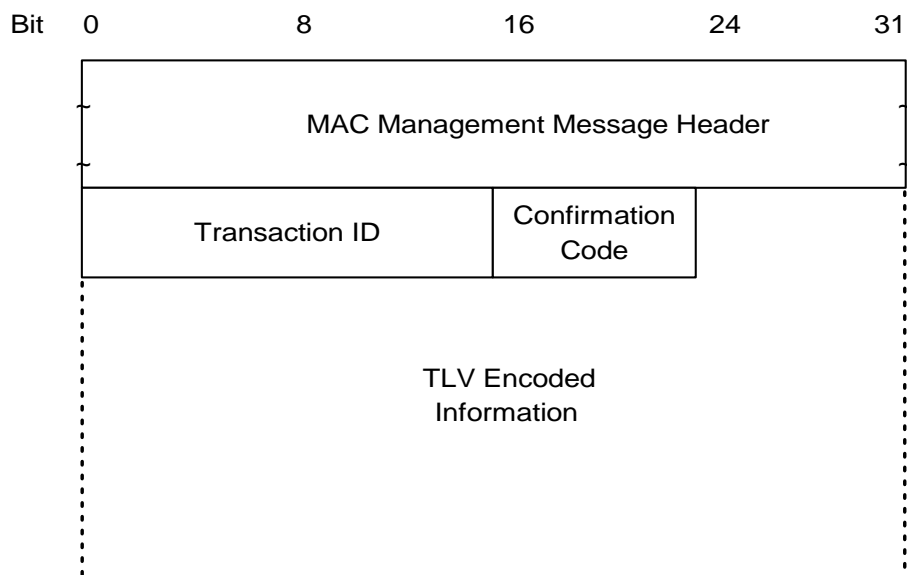 Bit 0 8 16 24 31
MAC Management Message Header
Transaction ID
Confirmation
Code
TLV Encoded
Information